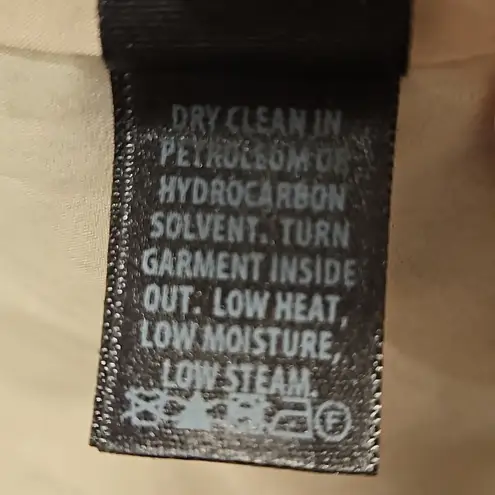 DRY CLEAN IN
PETROLEUM OR
HYDROCARBON
SOLVENT. TURN
GARMENT INSIDE
OUT. LOW HEAT,
LOW MOISTURE,
LOW STEAM.
F